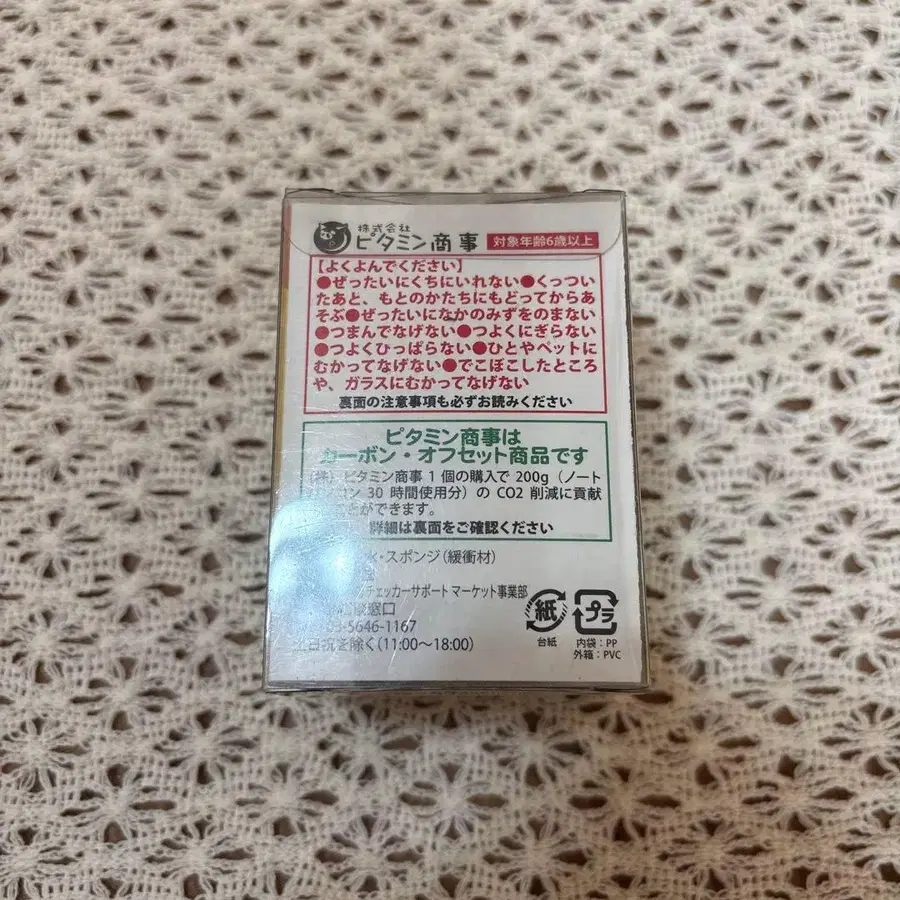 株式会社
ピタミン商事 対象年齢6歳以上
【よくよんでください】
●ぜったいにくちにいれない●くっつい
たあと、もとのかたちにもどってからあ
そぶ●ぜったいになかのみずをのまない
●つまんでなげない●つよくにぎらない
●つよくひっぱらない●ひとやペットに
むかってなげない●でこぼこしたところ
や、ガラスにむかってなげない
裏面の注意事項も必ずお読みください
ピタミン商事は
カーボン・オフセット商品です
(株) ピタミン商事 1 個の購入で 200g（ノート
30 時間使用分）の CO2 削減に貢献
ことができます。
詳細は裏面をご確認ください
水・スポンジ（緩衝材）
チェッカーサポート マーケット事業部
窓口
3-5646-1167
土日祝を除く（11:00〜18:00）
紙
プラ
台紙
内袋：PP
外箱：PVC